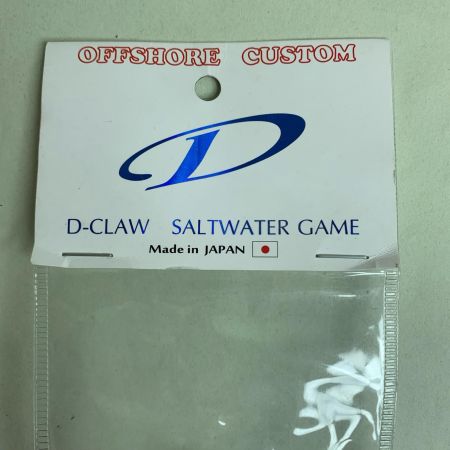 OFFSHORE CUSTOM
D
D-CLAW SALTWATER GAME
Made in JAPAN